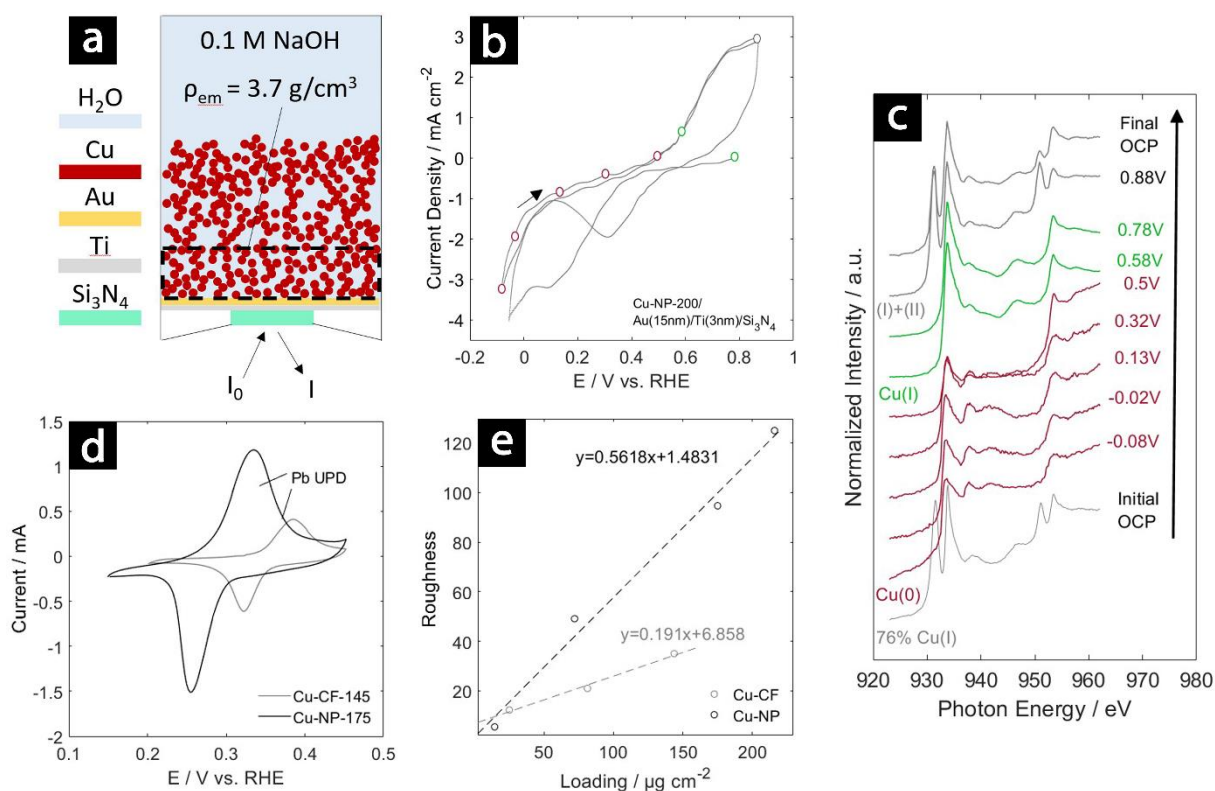 a
0.1 M NaOH
ρem = 3.7 g/cm³
H₂O
Cu
Au
Ti
Si₃N₄
I₀
I
b
3
2
1
0
-1
-2
-3
-4
-0.2
0
0.2
0.4
0.6
0.8
1
Current Density / mA cm⁻²
E / V vs. RHE
Cu-NP-200/
Au(15nm)/Ti(3nm)/Si₃N₄
c
Final
OCP
0.88V
0.78V
0.58V
(I)+(II)
0.5V
0.32V
Cu(I)
0.13V
-0.02V
-0.08V
Initial
OCP
Cu(0)
76% Cu(I)
920
930
940
950
960
970
980
Normalized Intensity / a.u.
Photon Energy / eV
d
1.5
1
0.5
0
-0.5
-1
-1.5
-2
Pb UPD
Cu-CF-145
Cu-NP-175
0.1
0.2
0.3
0.4
0.5
Current / mA
E / V vs. RHE
e
120
100
80
60
40
20
y=0.5618x+1.4831
y=0.191x+6.858
Cu-CF
Cu-NP
50
100
150
200
Roughness
Loading / µg cm⁻²